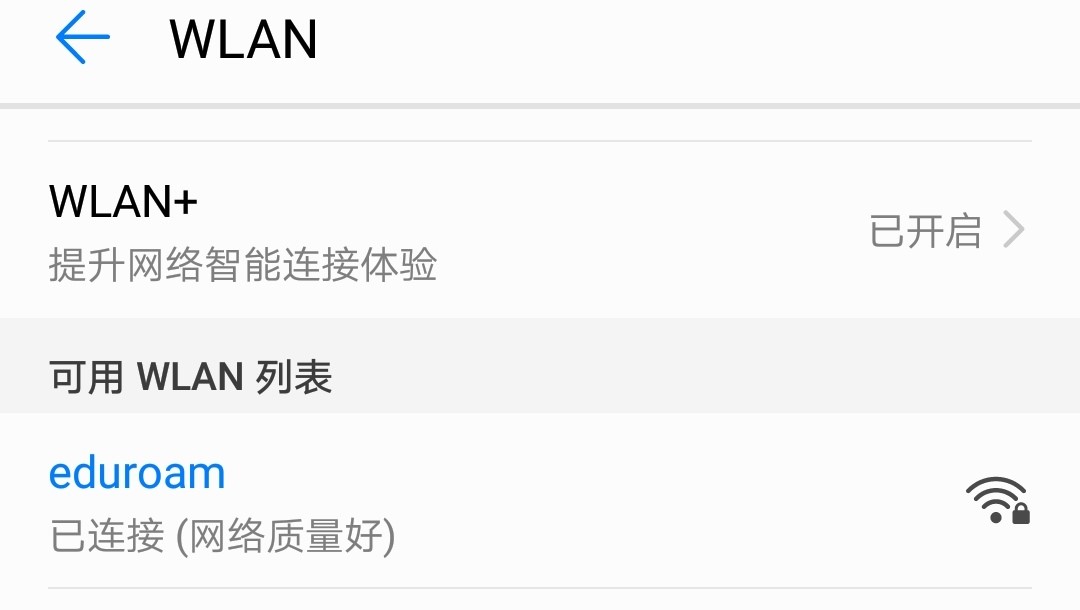 WLAN
WLAN+
提升网络智能连接体验
已开启
可用 WLAN 列表
eduroam
已连接 (网络质量好)